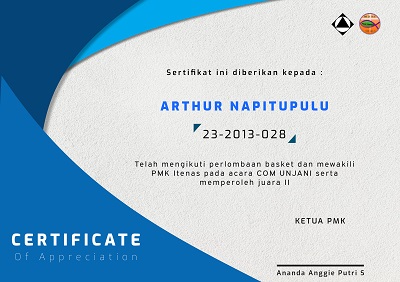 Sertifikat ini diberikan kepada :
ARTHUR NAPITUPULU
23-2013-028
Telah mengikuti perlombaan basket dan mewakili
PMK Itenas pada acara COM UNJANI serta
memperoleh juara II
KETUA PMK
CERTIFICATE
Of Appreciation
Ananda Anggie Putri S